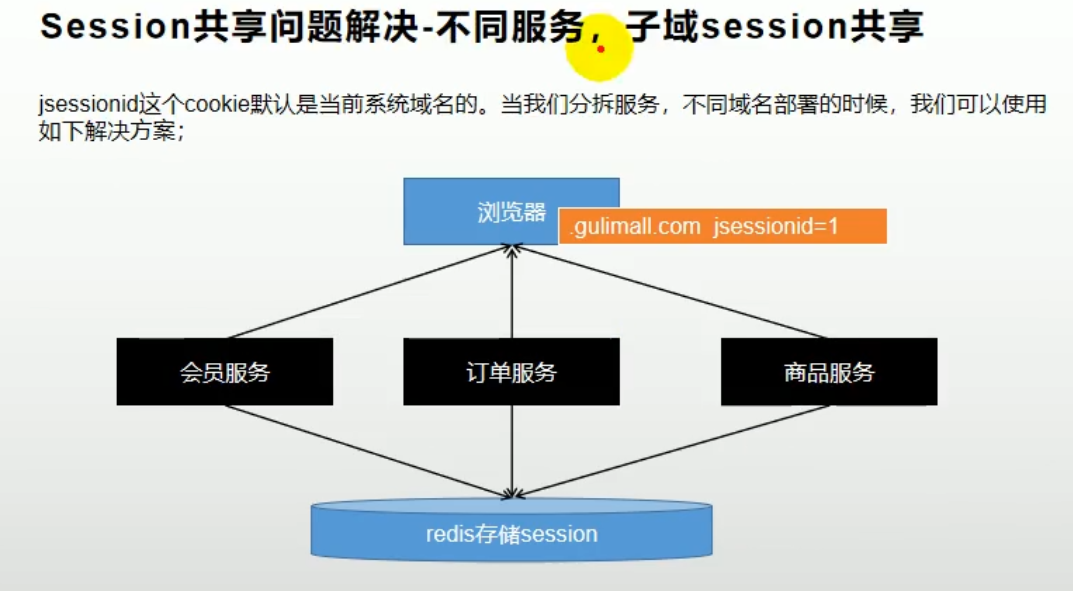 Session共享问题解决-不同服务，子域session共享
jsessionid这个cookie默认是当前系统域名的。当我们分拆服务，不同域名部署的时候，我们可以使用
如下解决方案；
浏览器
.gulimall.com jsessionid=1
会员服务
订单服务
商品服务
redis存储session